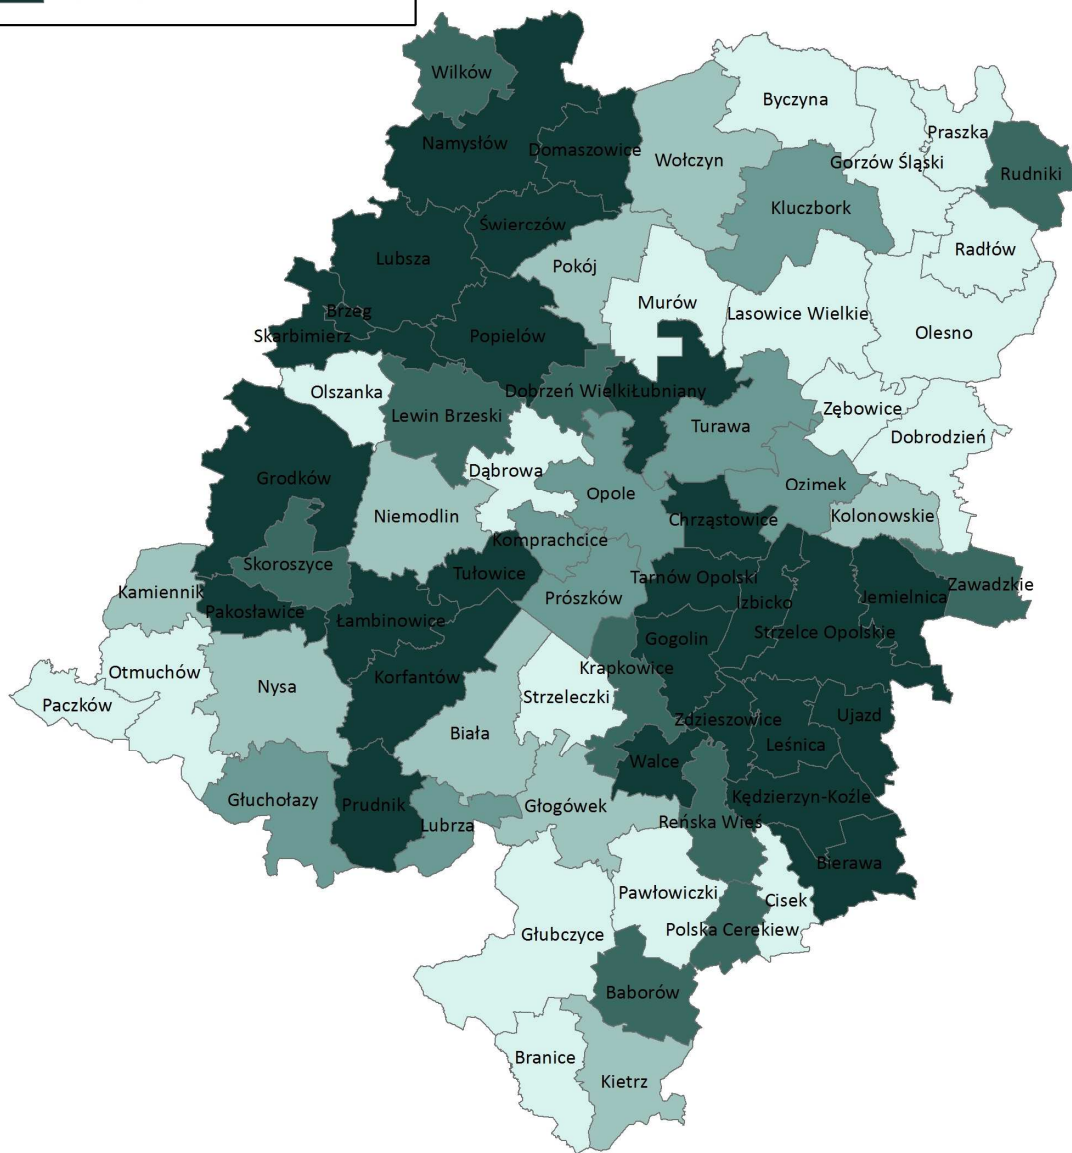 Wilków
Byczyna
Praszka
Namysłów
Domaszowice
Wołczyn
Gorzów Śląski
Rudniki
Kluczbork
Świerczów
Radłów
Lubsza
Pokój
Murów
Brzeg
Lasowice Wielkie
Skarbimierz
Popielów
Olesno
Olszanka
Dobrzeń Wielki
Łubniany
Lewin Brzeski
Zębowice
Turawa
Dobrodzień
Dąbrowa
Grodków
Ozimek
Opole
Niemodlin
Chrząstowice
Kolonowskie
Komprachcice
Skoroszyce
Tułowice
Tarnów Opolski
Zawadzkie
Kamiennik
Prószków
Izbicko
Jemielnica
Pakosławice
Łambinowice
Gogolin
Strzelce Opolskie
Otmuchów
Krapkowice
Korfantów
Nysa
Strzeleczki
Paczków
Zdzieszowice
Ujazd
Biała
Leśnica
Walce
Głuchołazy
Prudnik
Głogówek
Kędzierzyn-Koźle
Lubrza
Reńska Wieś
Bierawa
Pawłowiczki
Cisek
Głubczyce
Polska Cerekiew
Baborów
Branice
Kietrz